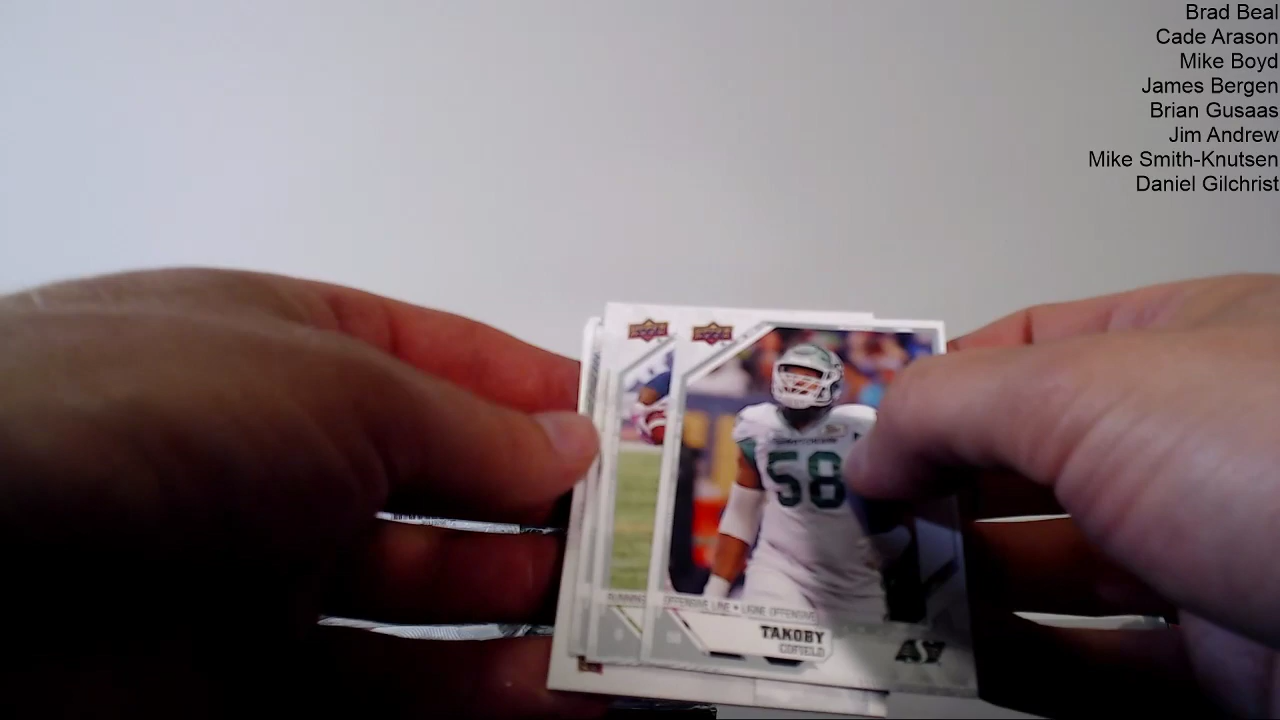 Brad Beal
Cade Arason
Mike Boyd
James Bergen
Brian Gusaas
Jim Andrew
Mike Smith-Knutsen
Daniel Gilchrist
58
OFFENSIVE LINE • LIGNE OFFENSIVE
TAKOBY
COFIELD